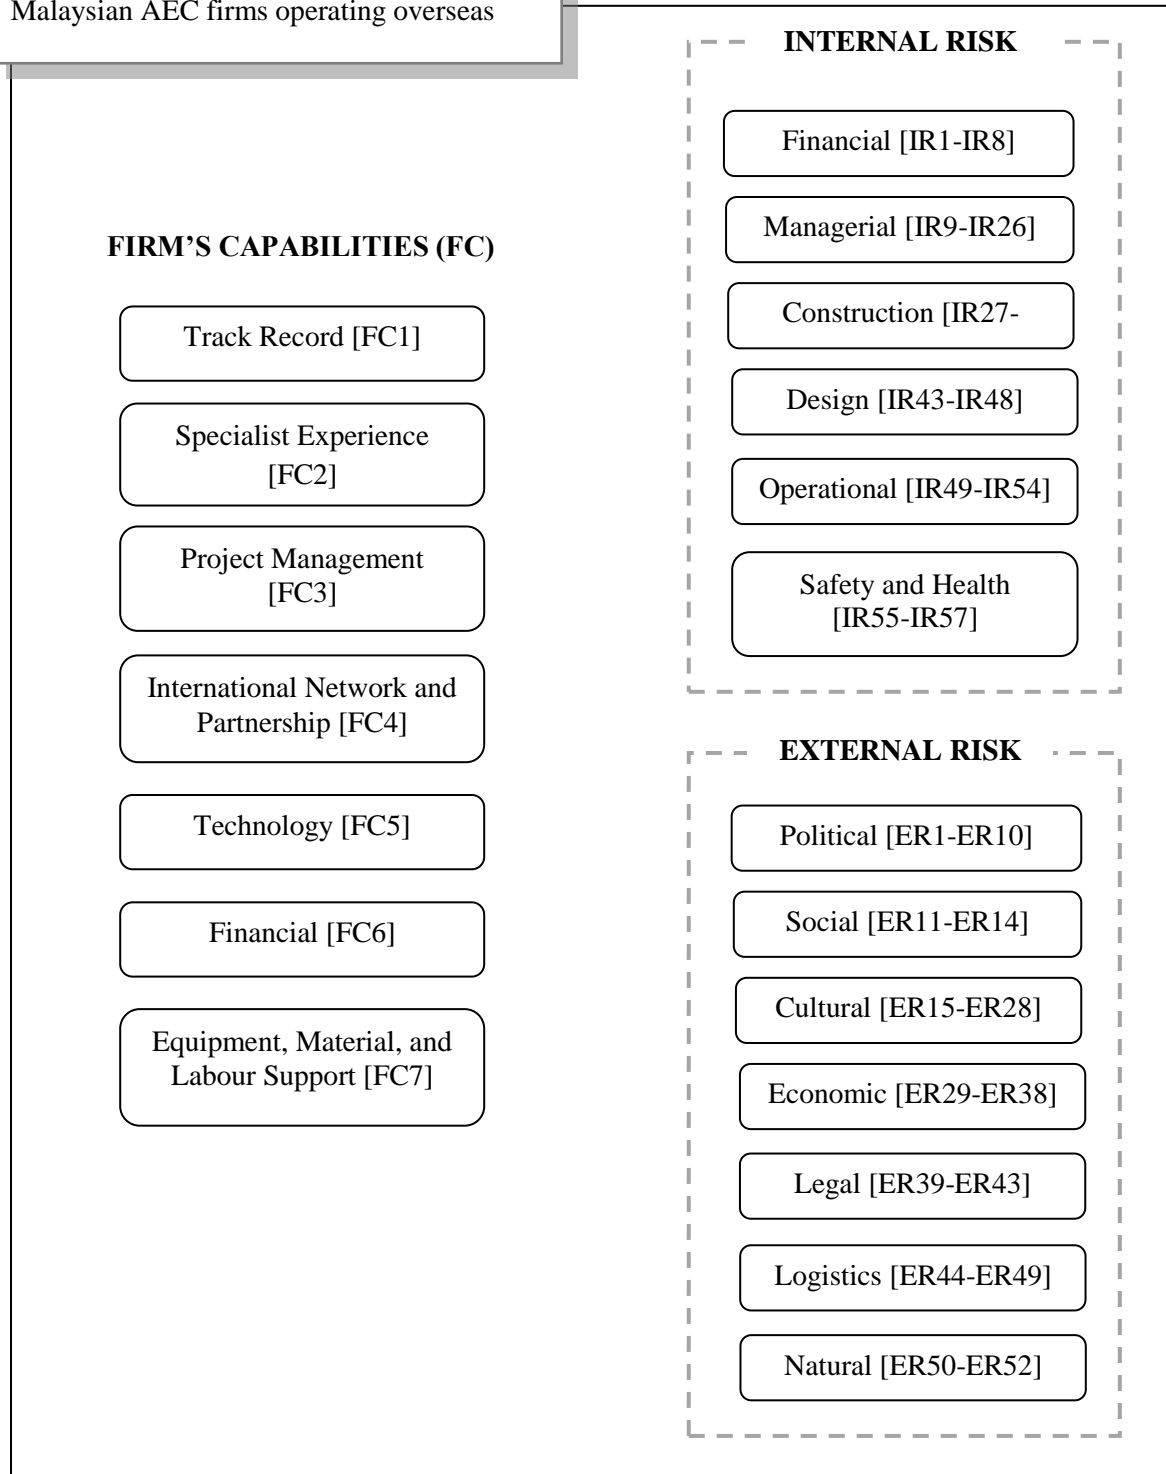 Malaysian AEC firms operating overseas
FIRM’S CAPABILITIES (FC)
Track Record [FC1]
Specialist Experience
[FC2]
Project Management
[FC3]
International Network and
Partnership [FC4]
Technology [FC5]
Financial [FC6]
Equipment, Material, and
Labour Support [FC7]
INTERNAL RISK
Financial [IR1-IR8]
Managerial [IR9-IR26]
Construction [IR27-
Design [IR43-IR48]
Operational [IR49-IR54]
Safety and Health
[IR55-IR57]
EXTERNAL RISK
Political [ER1-ER10]
Social [ER11-ER14]
Cultural [ER15-ER28]
Economic [ER29-ER38]
Legal [ER39-ER43]
Logistics [ER44-ER49]
Natural [ER50-ER52]